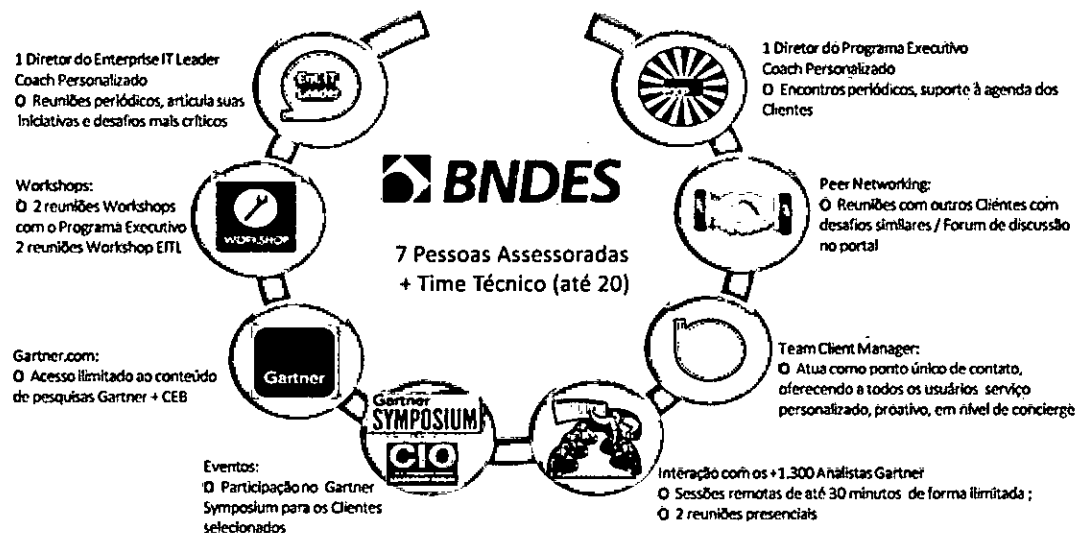 1 Diretor do Enterprise IT Leader
Coach Personalizado
O Reuniões periódicos, articula suas
Iniciativas e desafios mais críticos
Ent. IT
Leader
1 Diretor do Programa Executivo
Coach Personalizado
O Encontros periódicos, suporte à agenda dos
Clientes
BNDES
7 Pessoas Assessoradas
+ Time Técnico (até 20)
Workshops:
O 2 reuniões Workshops
com o Programa Executivo
2 reuniões Workshop EITL
WORKSHOP
Peer Networking:
O Reuniões com outros Clientes com
desafios similares / Forum de discussão
no portal
Gartner.com:
O Acesso ilimitado ao conteúdo
de pesquisas Gartner + CEB
Gartner
Team Client Manager:
O Atua como ponto único de contato,
oferecendo a todos os usuários serviço
personalizado, proativo, em nível de concierge
Gartner
SYMPOSIUM
CIO
Eventos:
O Participação no Gartner
Symposium para os Clientes
selecionados
Interação com os +1.300 Analistas Gartner
O Sessões remotas de até 30 minutos de forma ilimitada ;
O 2 reuniões presenciais